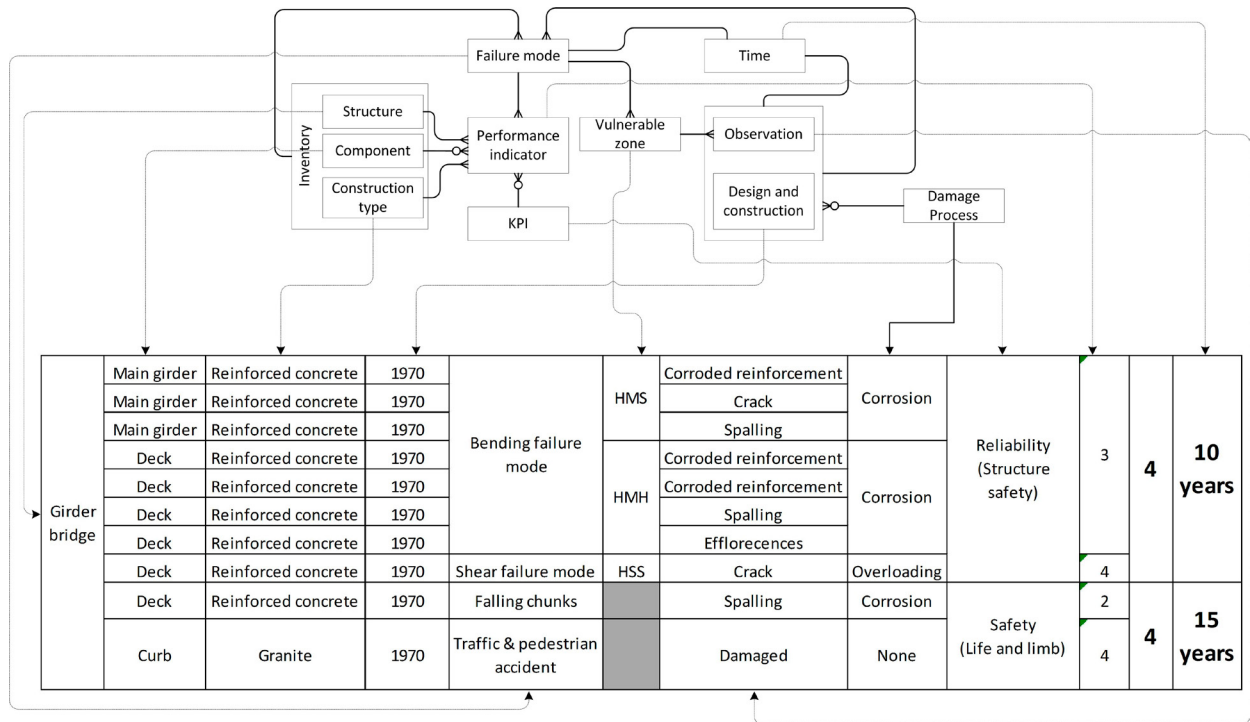 Failure mode
Time
Inventory
Structure
Component
Construction
type
Performance
indicator
Vulnerable
zone
Observation
Design and
construction
KPI
Damage
Process
Girder
bridge
Main girder Reinforced concrete 1970 Corroded reinforcement
Main girder Reinforced concrete 1970 Crack
Main girder Reinforced concrete 1970 Spalling
HMS
Corrosion
Bending failure
mode
Deck Reinforced concrete 1970 Corroded reinforcement
Deck Reinforced concrete 1970 Corroded reinforcement
Deck Reinforced concrete 1970 Spalling
Deck Reinforced concrete 1970 Efflorecences
HMH
Corrosion
Reliability
(Structure
safety)
3
4
10
years
Deck Reinforced concrete 1970 Shear failure mode HSS Crack Overloading 4
Deck Reinforced concrete 1970 Falling chunks Spalling Corrosion 2
Safety
(Life and limb)
4
15
years
Curb Granite 1970 Traffic & pedestrian
accident
Damaged None 4